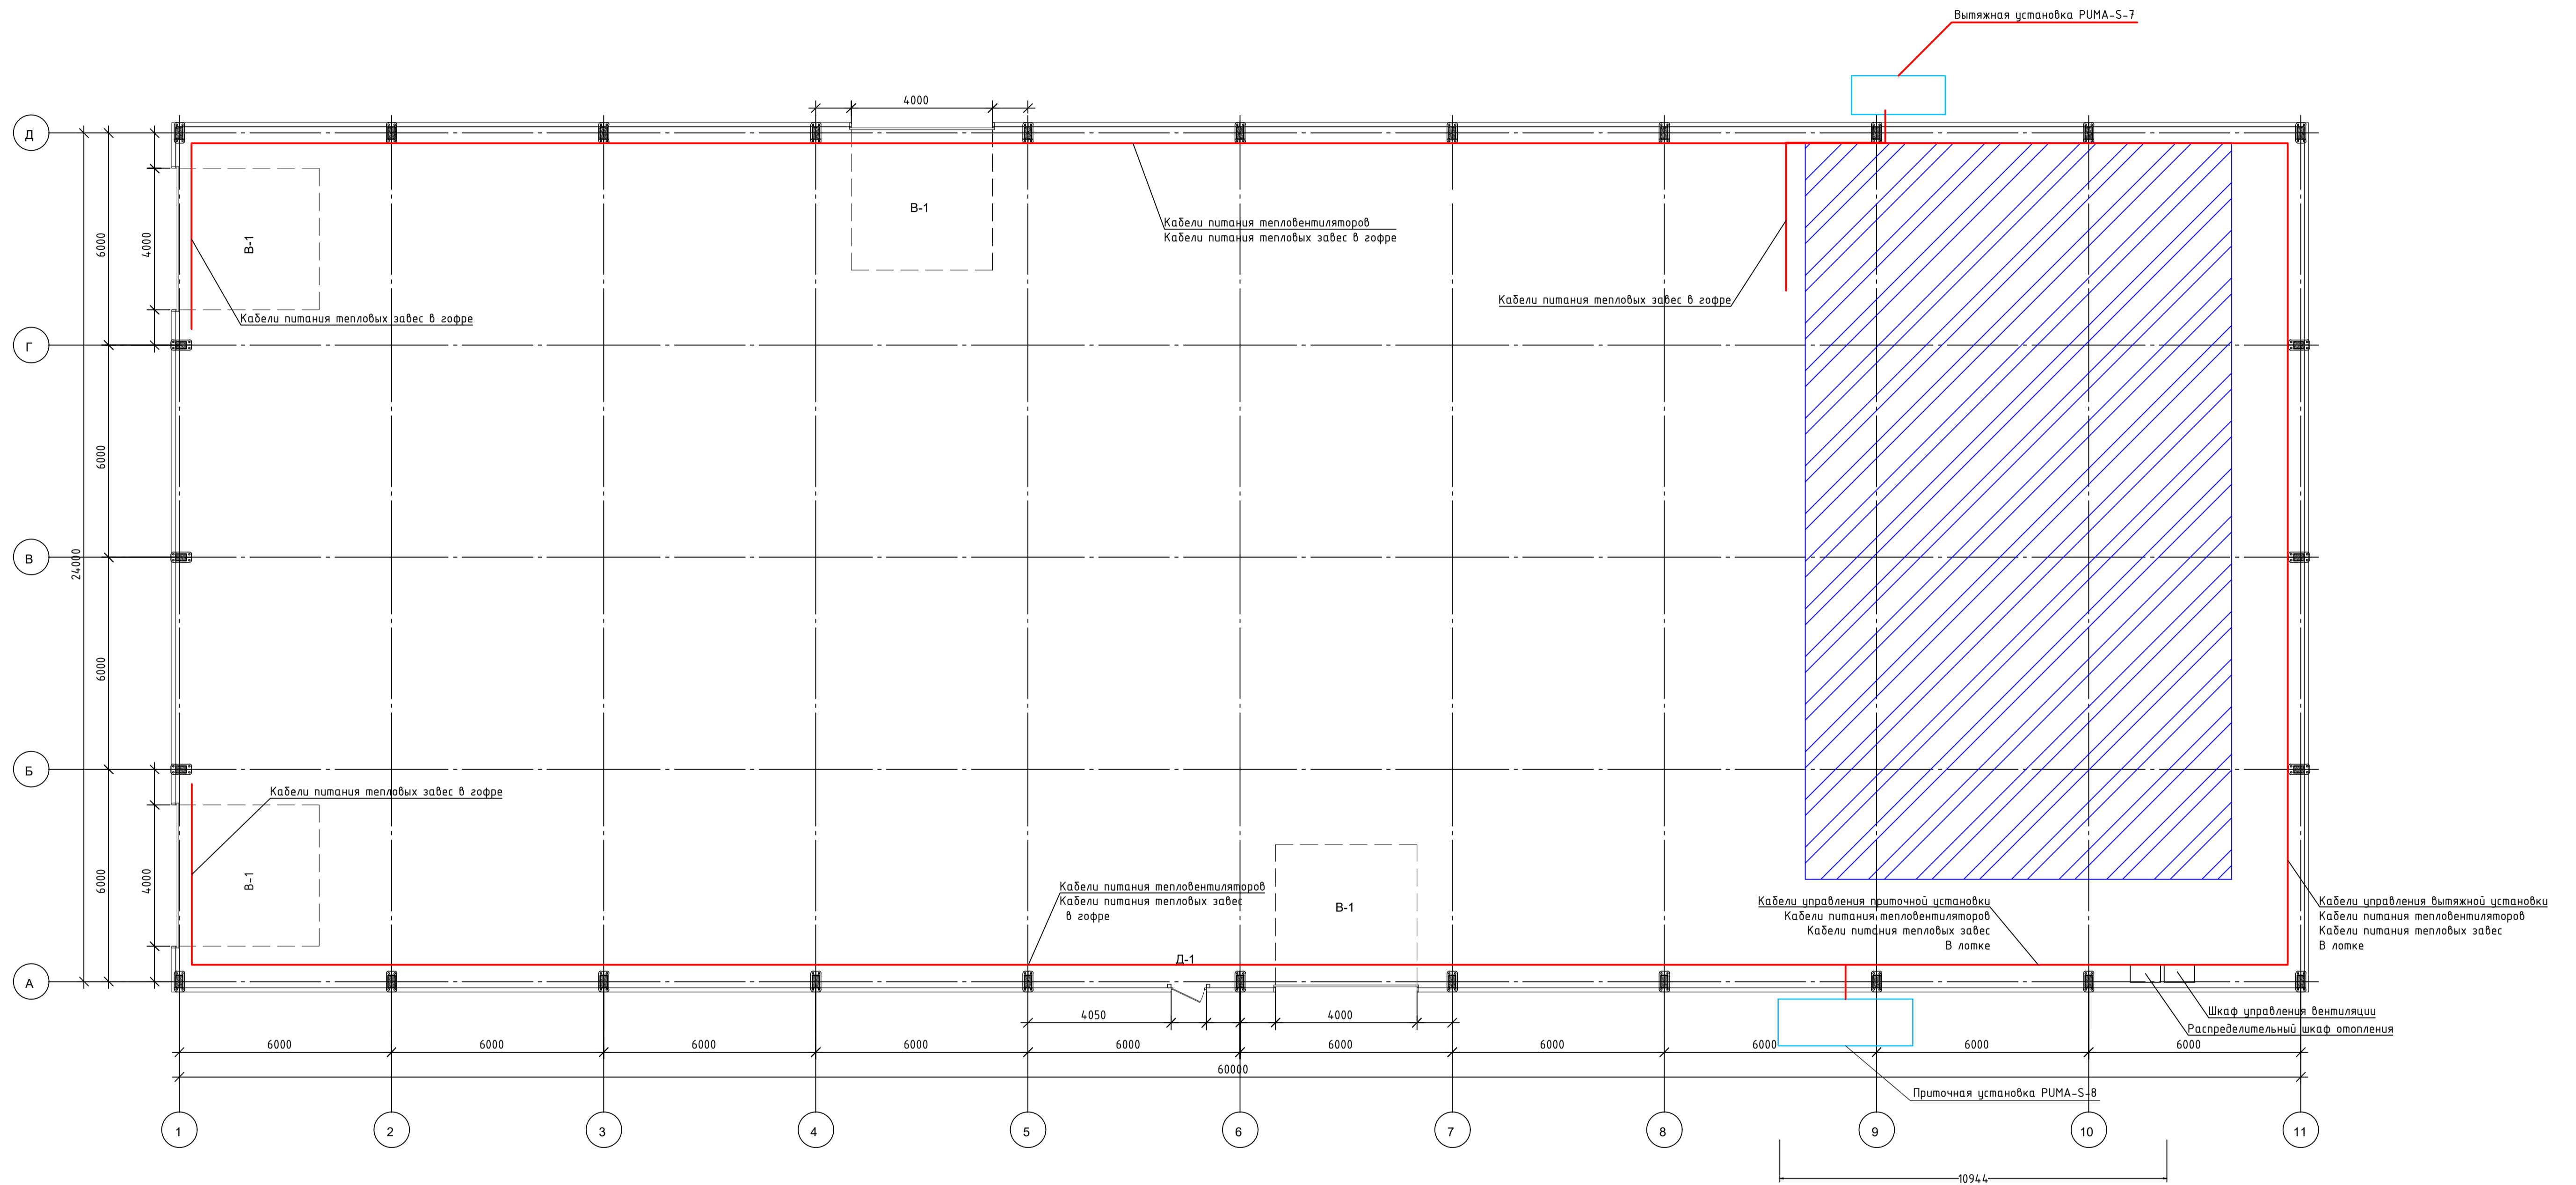 Вытяжная установка PUMA-S-7
4000
Д
Г
В
Б
А
6000
6000
6000
6000
24000
4000
4000
В-1
В-1
В-1
В-1
Кабели питания тепловентиляторов
Кабели питания тепловых завес в гофре
Кабели питания тепловых завес в гофре
Кабели питания тепловых завес в гофре
Кабели питания тепловых завес в гофре
Кабели питания тепловентиляторов
Кабели питания тепловых завес
в гофре
Д-1
Кабели управления приточной установки
Кабели питания тепловентиляторов
Кабели питания тепловых завес
В лотке
Кабели управления вытяжной установки
Кабели питания тепловентиляторов
Кабели питания тепловых завес
В лотке
Шкаф управления вентиляции
Распределительный шкаф отопления
4050
4000
6000
6000
6000
6000
6000
6000
6000
6000
6000
6000
60000
Приточная установка PUMA-S-8
1
2
3
4
5
6
7
8
9
10
11
10944